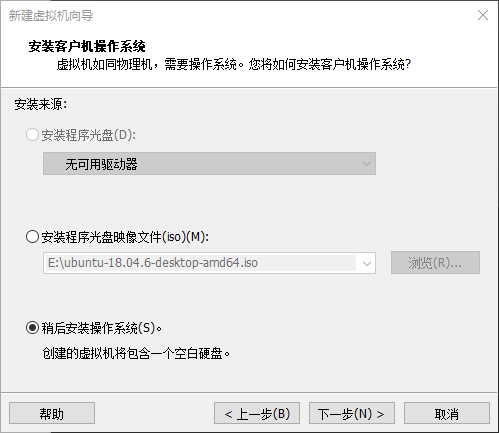 新建虚拟机向导
安装客户机操作系统
虚拟机如同物理机，需要操作系统。您将如何安装客户机操作系统?
安装来源:
安装程序光盘(D):
无可用驱动器
安装程序光盘映像文件(iso)(M):
E:\ubuntu-18.04.6-desktop-amd64.iso
浏览(R)...
稍后安装操作系统(S)。
创建的虚拟机将包含一个空白硬盘。
帮助
< 上一步(B)
下一步(N) >
取消